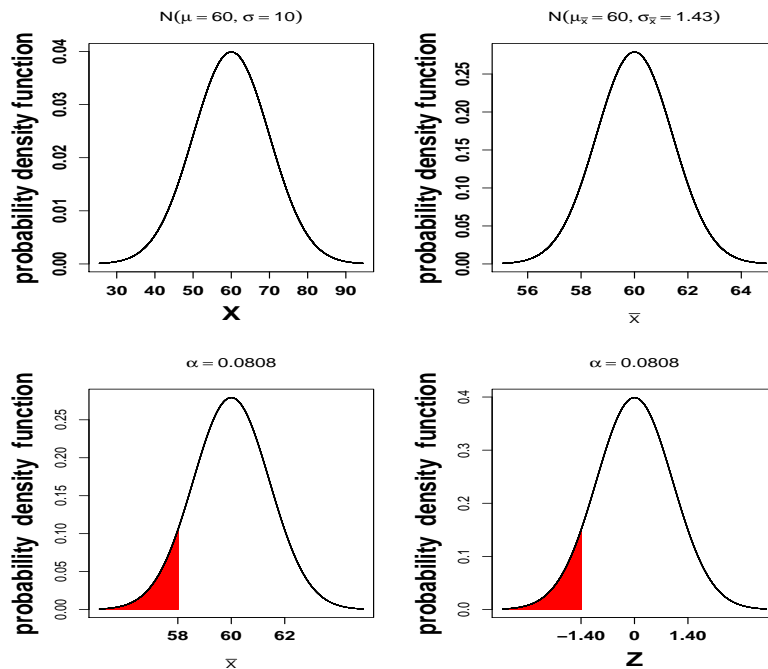 N(μ = 60, σ = 10)
probability density function
0.00 0.01 0.02 0.03 0.04
30 40 50 60 70 80 90
X
N(μx̄ = 60, σx̄ = 1.43)
probability density function
0.00 0.05 0.10 0.15 0.20 0.25
56 58 60 62 64
x̄
α = 0.0808
probability density function
0.00 0.05 0.10 0.15 0.20 0.25
58 60 62
x̄
α = 0.0808
probability density function
0.0 0.1 0.2 0.3 0.4
−1.40 0 1.40
Z